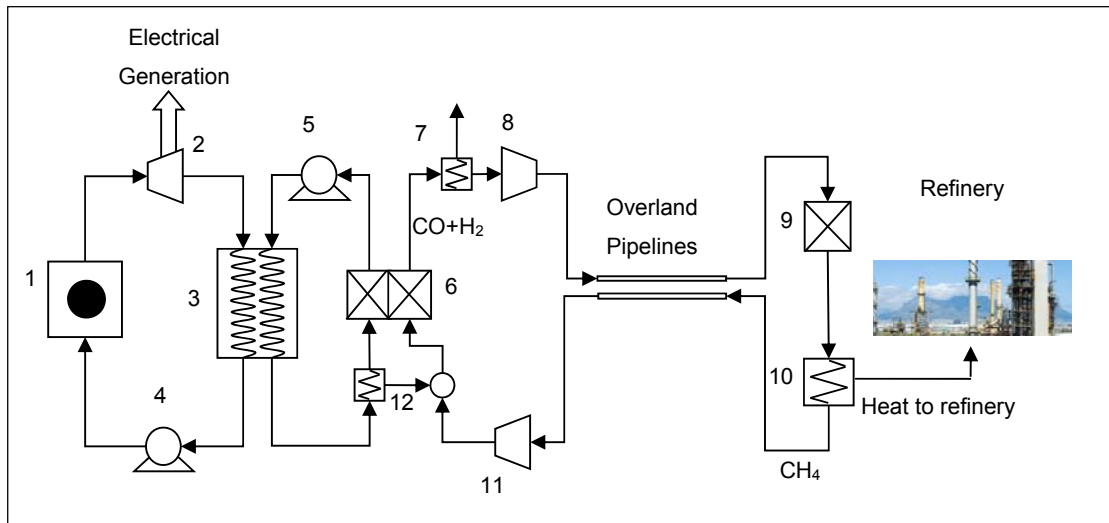 Electrical
Generation
1
2
3
4
5
6
7
8
CO+H₂
12
11
Overland
Pipelines
9
10
Refinery
Heat to refinery
CH₄